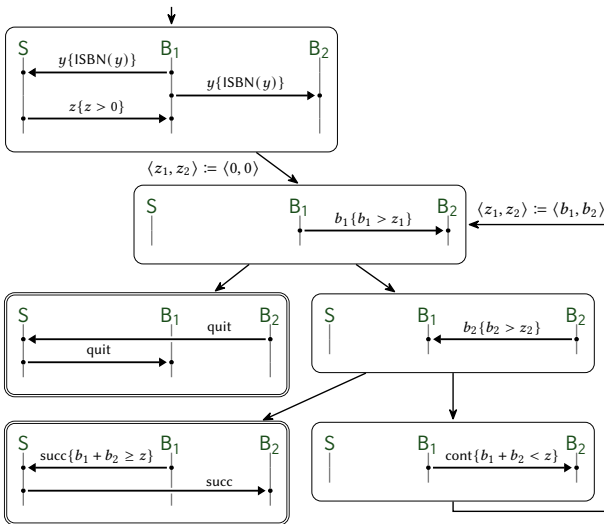 S B₁ B₂
y{ISBN(y)}
y{ISBN(y)}
z{z > 0}
⟨z₁, z₂⟩ := ⟨0, 0⟩
S B₁ B₂
b₁{b₁ > z₁}
⟨z₁, z₂⟩ := ⟨b₁, b₂⟩
S B₁ B₂
quit
quit
S B₁ B₂
b₂{b₂ > z₂}
S B₁ B₂
succ{b₁ + b₂ ≥ z}
succ
S B₁ B₂
cont{b₁ + b₂ < z}